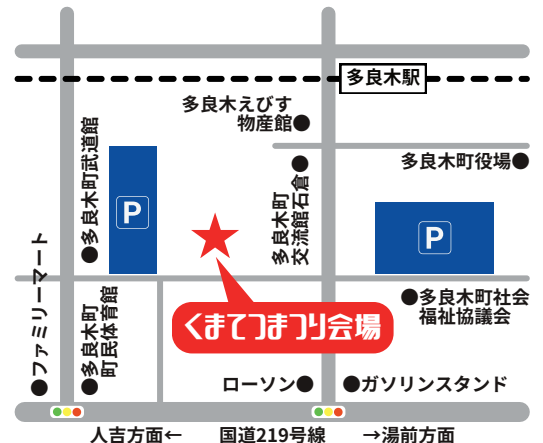 多良木駅
多良木えびす
物産館●
多良木町役場●
●多良木町武道館
P
多良木町
交流館石倉●
P
くまてつまつり会場
●ファミリーマート
●多良木町
町民体育館
●多良木町社会
福祉協議会
ローソン●
●ガソリンスタンド
人吉方面←
国道219号線
→湯前方面